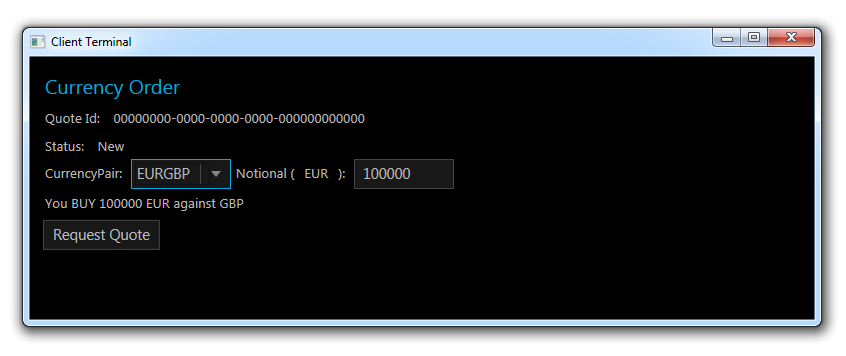 Client Terminal
Currency Order
Quote Id: 00000000-0000-0000-0000-000000000000
Status: New
CurrencyPair: EURGBP Notional ( EUR ): 100000
You BUY 100000 EUR against GBP
Request Quote